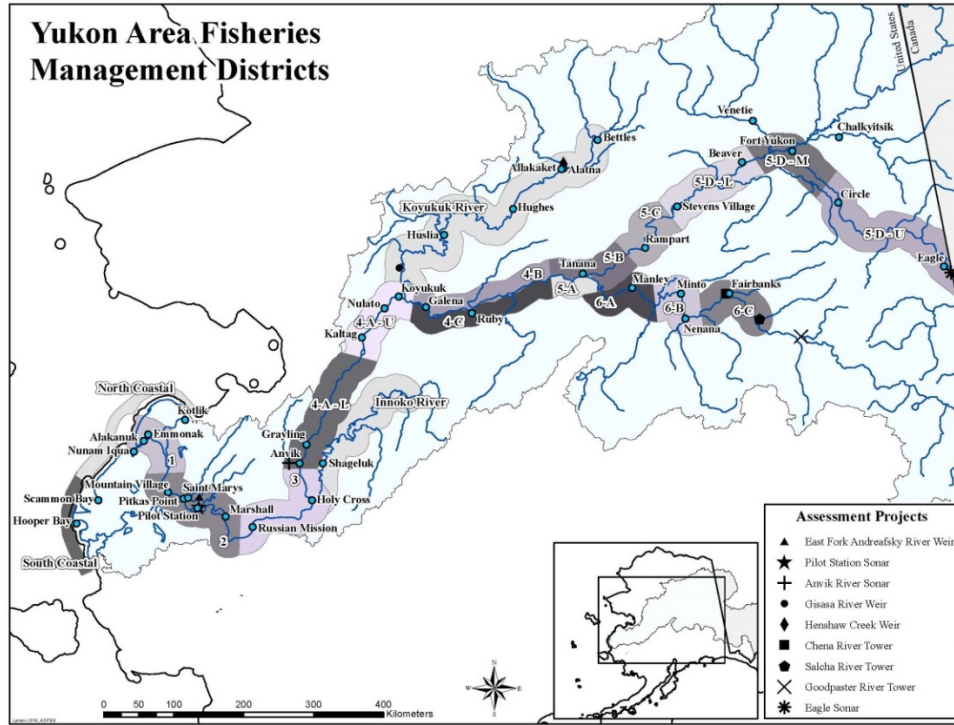 Yukon Area Fisheries
Management Districts
United States
Canada
Venetie
Chalkyitsik
Fort Yukon
Bettles
Beaver
5-D - M
Allakaket
Alatna
5-D - L
Circle
Koyukuk River
Hughes
Stevens Village
5-C
5-D - U
Huslia
Rampart
Eagle
Tanana
5-B
4-B
5-A
Manley
Minto
Fairbanks
Koyukuk
6-A
Nulato
Galena
6-B
6-C
4-A - U
4-C
Ruby
Nenana
Kaltag
4-A - L
Innoko River
North Coastal
Kotlik
Grayling
Alakanuk
Emmonak
Nunam Iqua
1
Anvik
Shageluk
3
Mountain Village
Saint Marys
Scammon Bay
Pitkas Point
Holy Cross
Pilot Station
Marshall
Hooper Bay
Russian Mission
2
South Coastal
Assessment Projects
East Fork Andreafsky River Weir
Pilot Station Sonar
Anvik River Sonar
Gisasa River Weir
Henshaw Creek Weir
Chena River Tower
Salcha River Tower
Goodpaster River Tower
Eagle Sonar
N
W
E
S
0 100 200 300 400
Kilometers